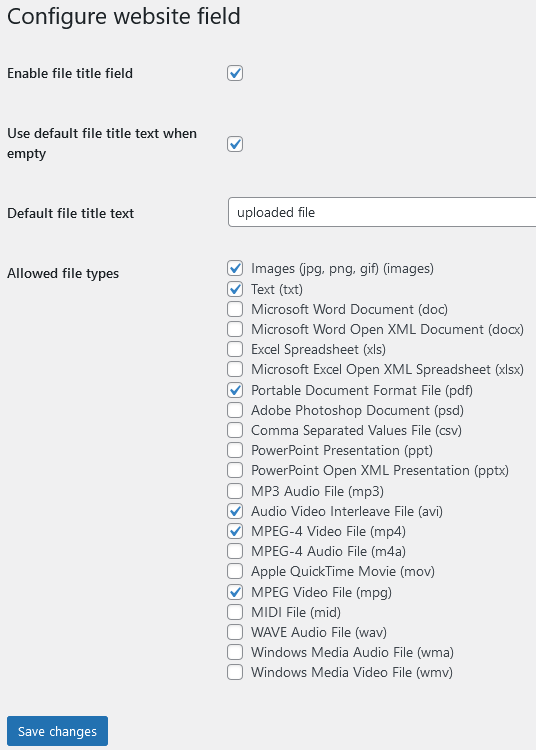 Configure website field
Enable file title field
Use default file title text when
empty
Default file title text
uploaded file
Allowed file types
Images (jpg, png, gif) (images)
Text (txt)
Microsoft Word Document (doc)
Microsoft Word Open XML Document (docx)
Excel Spreadsheet (xls)
Microsoft Excel Open XML Spreadsheet (xlsx)
Portable Document Format File (pdf)
Adobe Photoshop Document (psd)
Comma Separated Values File (csv)
PowerPoint Presentation (ppt)
PowerPoint Open XML Presentation (pptx)
MP3 Audio File (mp3)
Audio Video Interleave File (avi)
MPEG-4 Video File (mp4)
MPEG-4 Audio File (m4a)
Apple QuickTime Movie (mov)
MPEG Video File (mpg)
MIDI File (mid)
WAVE Audio File (wav)
Windows Media Audio File (wma)
Windows Media Video File (wmv)
Save changes